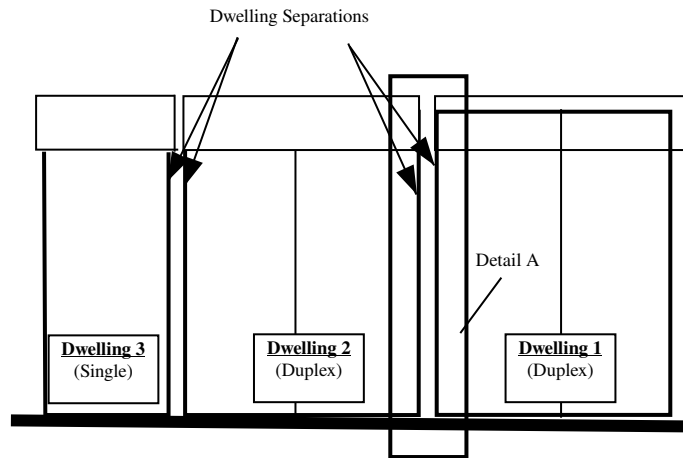 Dwelling Separations
Detail A
Dwelling 3
(Single)
Dwelling 2
(Duplex)
Dwelling 1
(Duplex)